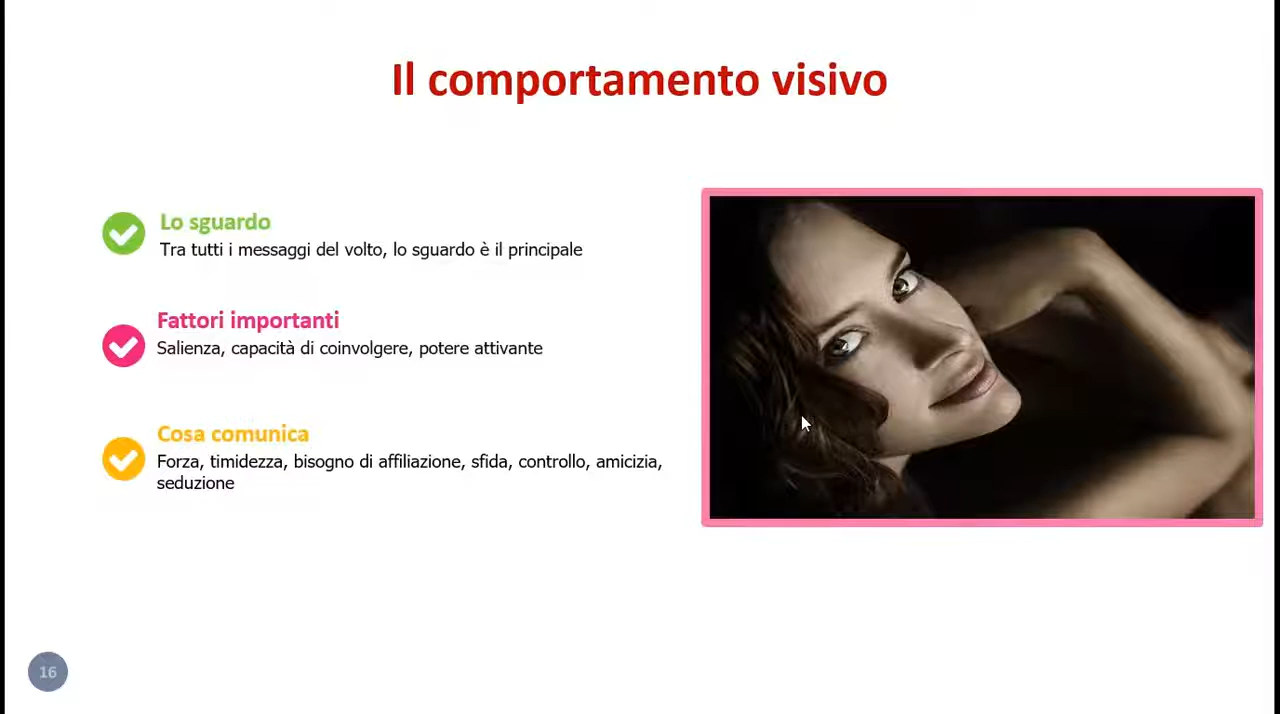 Il comportamento visivo
Lo sguardo
Tra tutti i messaggi del volto, lo sguardo è il principale
Fattori importanti
Salienza, capacità di coinvolgere, potere attivante
Cosa comunica
Forza, timidezza, bisogno di affiliazione, sfida, controllo, amicizia,
seduzione
16